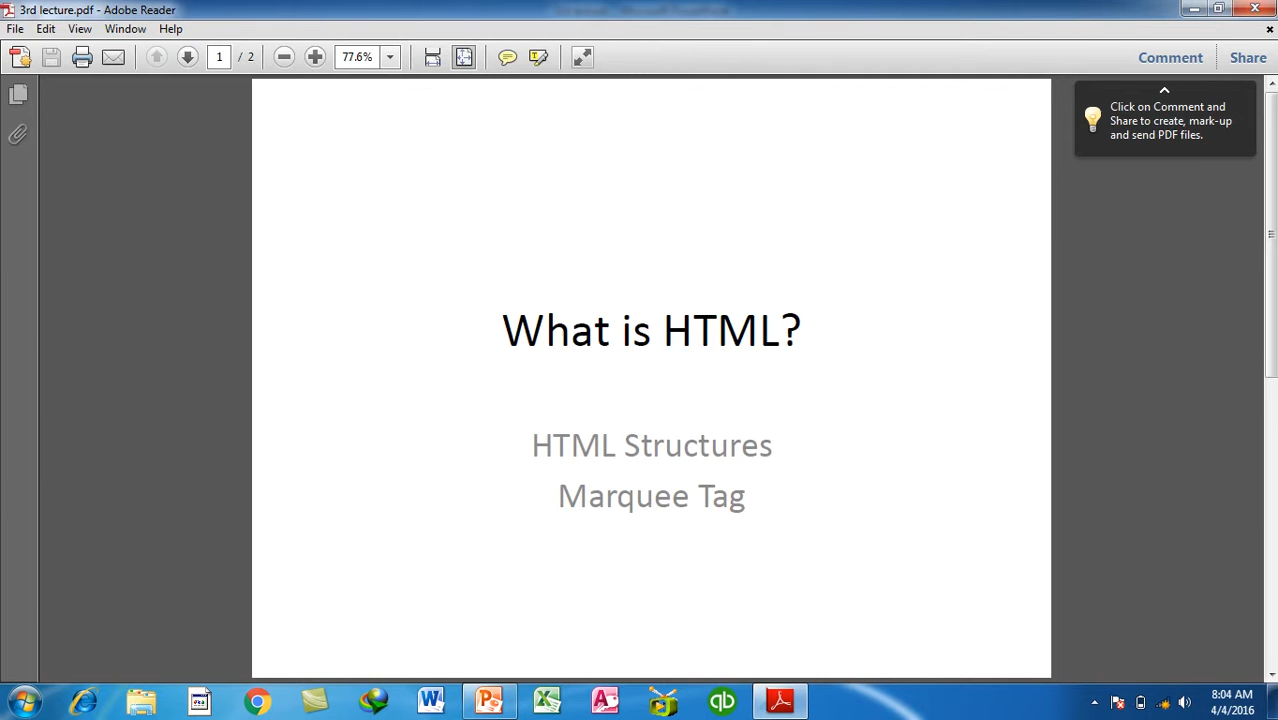 3rd lecture.pdf - Adobe Reader
File Edit View Window Help
1 / 2 77.6% Comment Share
Click on Comment and
Share to create, mark-up
and send PDF files.
What is HTML?
HTML Structures
Marquee Tag
8:04 AM
4/4/2016